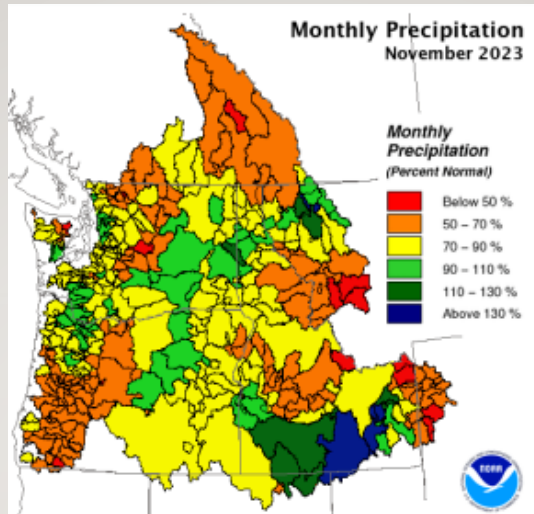 Monthly Precipitation
November 2023
Monthly
Precipitation
(Percent Normal)
Below 50 %
50 – 70 %
70 – 90 %
90 – 110 %
110 – 130 %
Above 130 %
NOAA